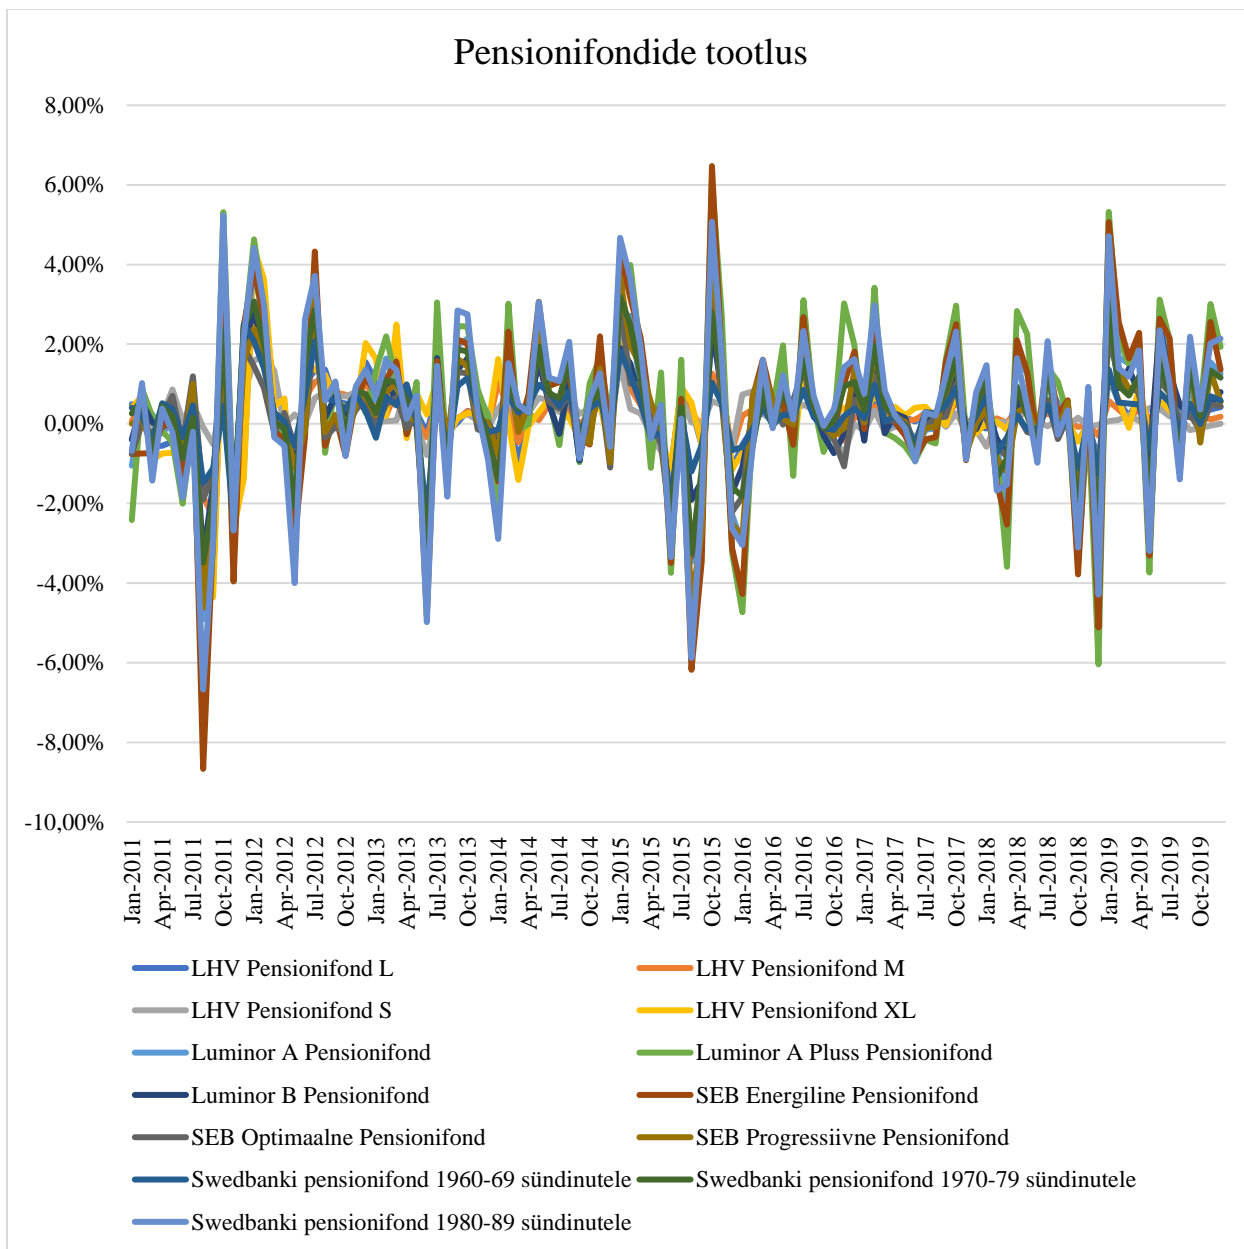 Pensionifondide tootlus
8,00%
6,00%
4,00%
2,00%
0,00%
-2,00%
-4,00%
-6,00%
-8,00%
-10,00%
Jan-2011
Apr-2011
Jul-2011
Oct-2011
Jan-2012
Apr-2012
Jul-2012
Oct-2012
Jan-2013
Apr-2013
Jul-2013
Oct-2013
Jan-2014
Apr-2014
Jul-2014
Oct-2014
Jan-2015
Apr-2015
Jul-2015
Oct-2015
Jan-2016
Apr-2016
Jul-2016
Oct-2016
Jan-2017
Apr-2017
Jul-2017
Oct-2017
Jan-2018
Apr-2018
Jul-2018
Oct-2018
Jan-2019
Apr-2019
Jul-2019
Oct-2019
LHV Pensionifond L
LHV Pensionifond M
LHV Pensionifond S
LHV Pensionifond XL
Luminor A Pensionifond
Luminor A Pluss Pensionifond
Luminor B Pensionifond
SEB Energiline Pensionifond
SEB Optimaalne Pensionifond
SEB Progressiivne Pensionifond
Swedbanki pensionifond 1960-69 sündinutele
Swedbanki pensionifond 1970-79 sündinutele
Swedbanki pensionifond 1980-89 sündinutele